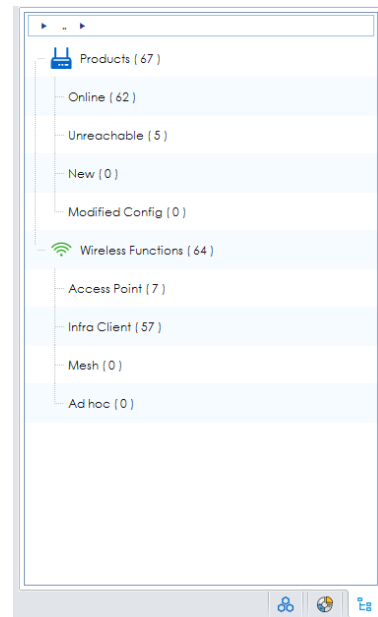 ..
Products ( 67 )
Online ( 62 )
Unreachable ( 5 )
New ( 0 )
Modified Config ( 0 )
Wireless Functions ( 64 )
Access Point ( 7 )
Infra Client ( 57 )
Mesh ( 0 )
Ad hoc ( 0 )